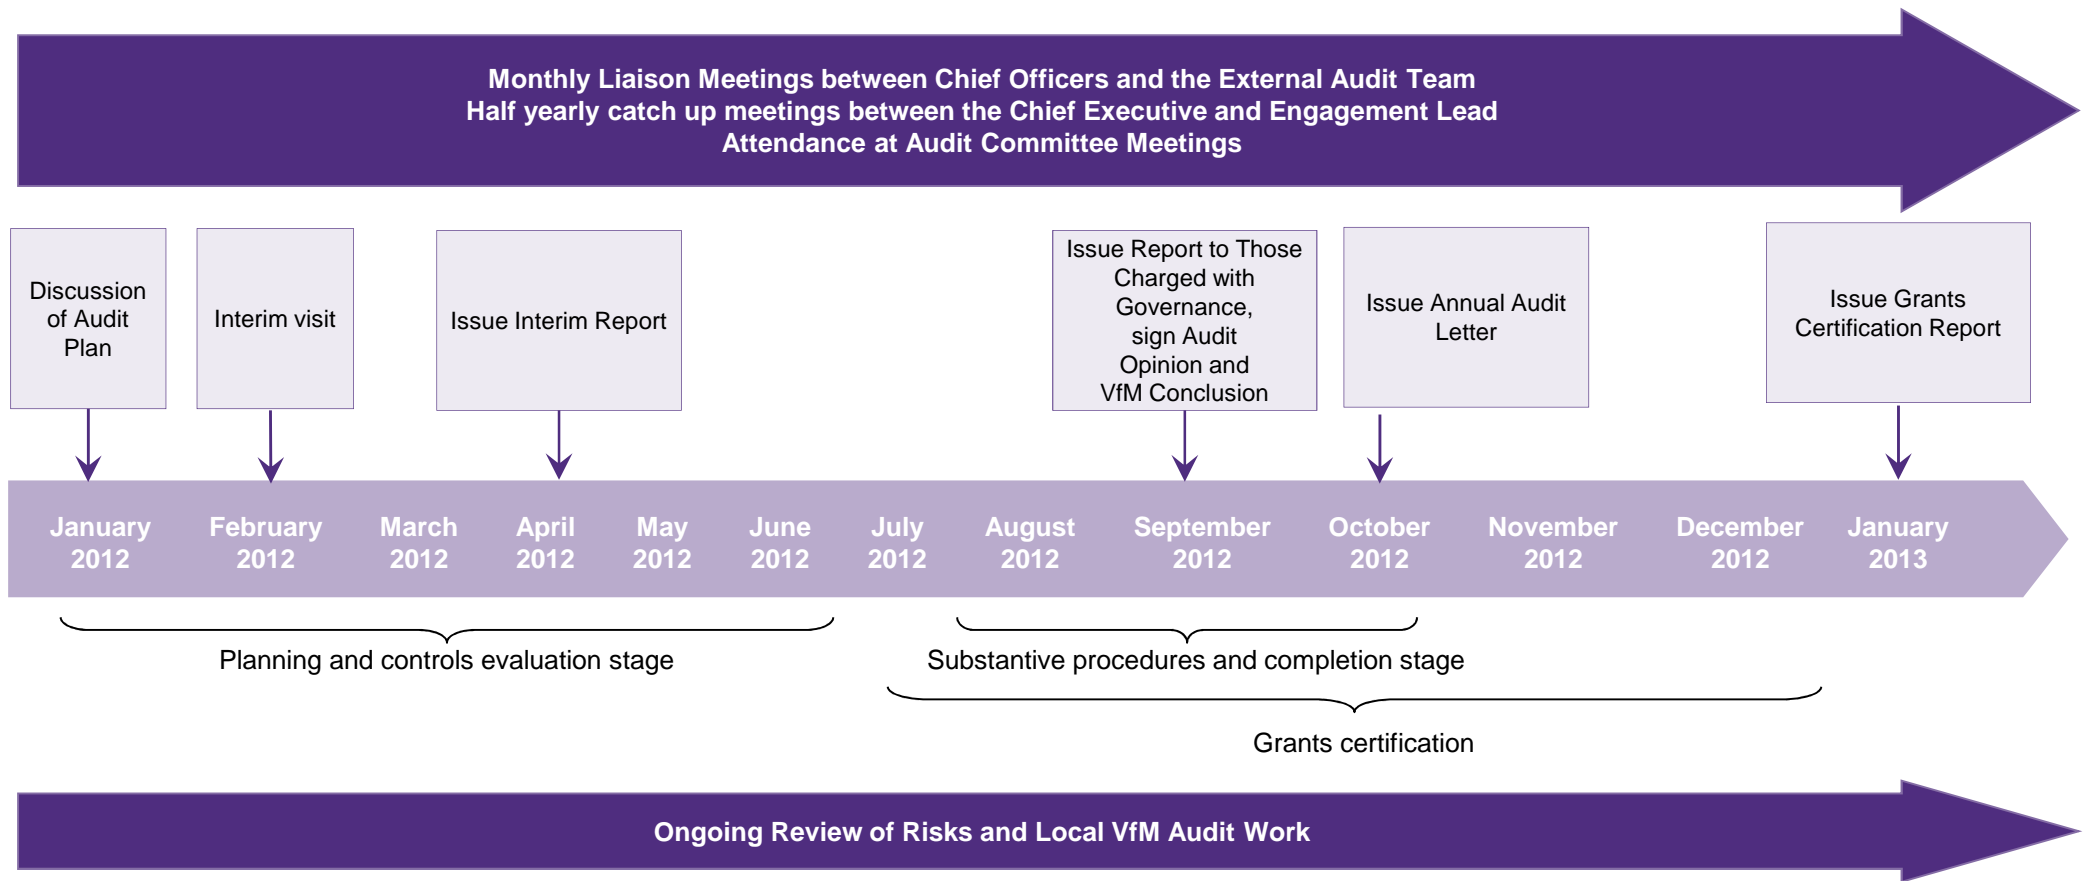 Monthly Liaison Meetings between Chief Officers and the External Audit Team
Half yearly catch up meetings between the Chief Executive and Engagement Lead
Attendance at Audit Committee Meetings
Discussion
of Audit
Plan
Interim visit
Issue Interim Report
Issue Report to Those
Charged with
Governance,
sign Audit
Opinion and
VfM Conclusion
Issue Annual Audit
Letter
Issue Grants
Certification Report
January
2012
February
2012
March
2012
April
2012
May
2012
June
2012
July
2012
August
2012
September
2012
October
2012
November
2012
December
2012
January
2013
Planning and controls evaluation stage
Substantive procedures and completion stage
Grants certification
Ongoing Review of Risks and Local VfM Audit Work